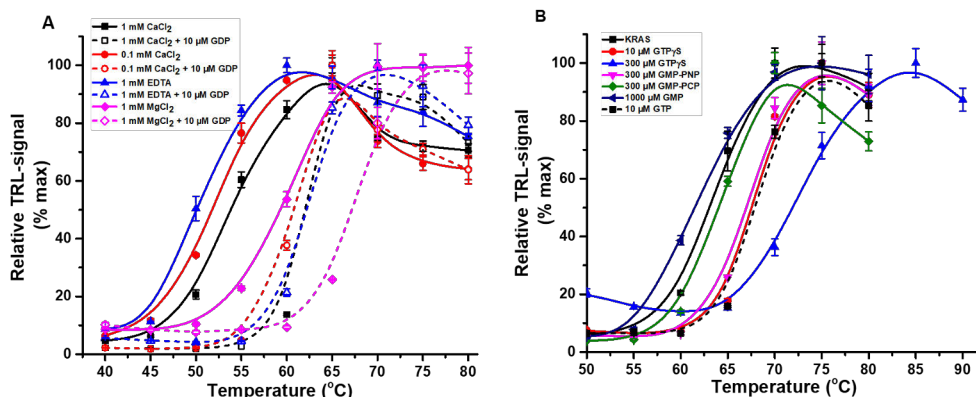 A
1 mM CaCl₂
1 mM CaCl₂ + 10 µM GDP
0.1 mM CaCl₂
0.1 mM CaCl₂ + 10 µM GDP
1 mM EDTA
1 mM EDTA + 10 µM GDP
1 mM MgCl₂
1 mM MgCl₂ + 10 µM GDP
Relative TRL-signal
(% max)
120
100
80
60
40
20
0
40 45 50 55 60 65 70 75 80
Temperature (°C)
B
KRAS
10 µM GTPγS
300 µM GTPγS
300 µM GMP-PNP
300 µM GMP-PCP
1000 µM GMP
10 µM GTP
Relative TRL-signal
(% max)
120
100
80
60
40
20
0
50 55 60 65 70 75 80 85 90
Temperature (°C)